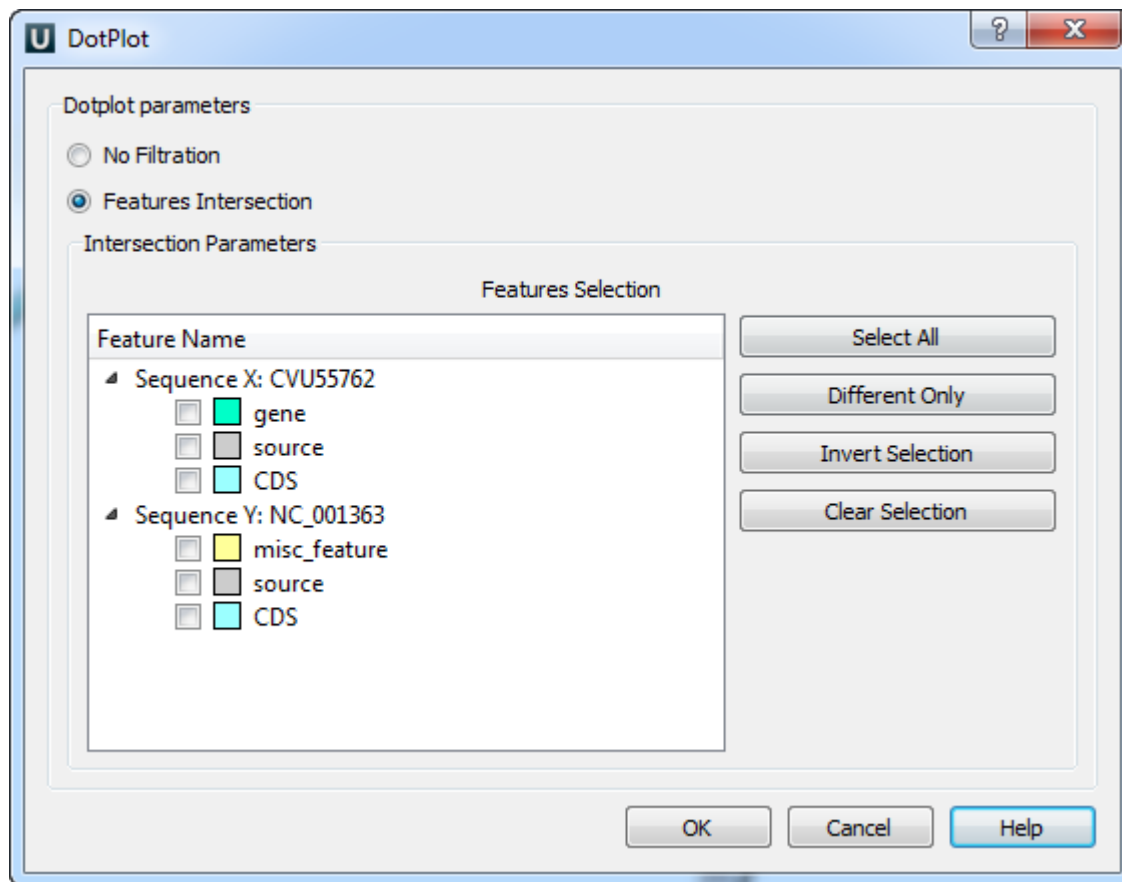 U DotPlot
?
X
Dotplot parameters
No Filtration
Features Intersection
Intersection Parameters
Features Selection
Feature Name
Select All
Sequence X: CVU55762
Different Only
gene
source
Invert Selection
CDS
Clear Selection
Sequence Y: NC_001363
misc_feature
source
CDS
OK Cancel Help